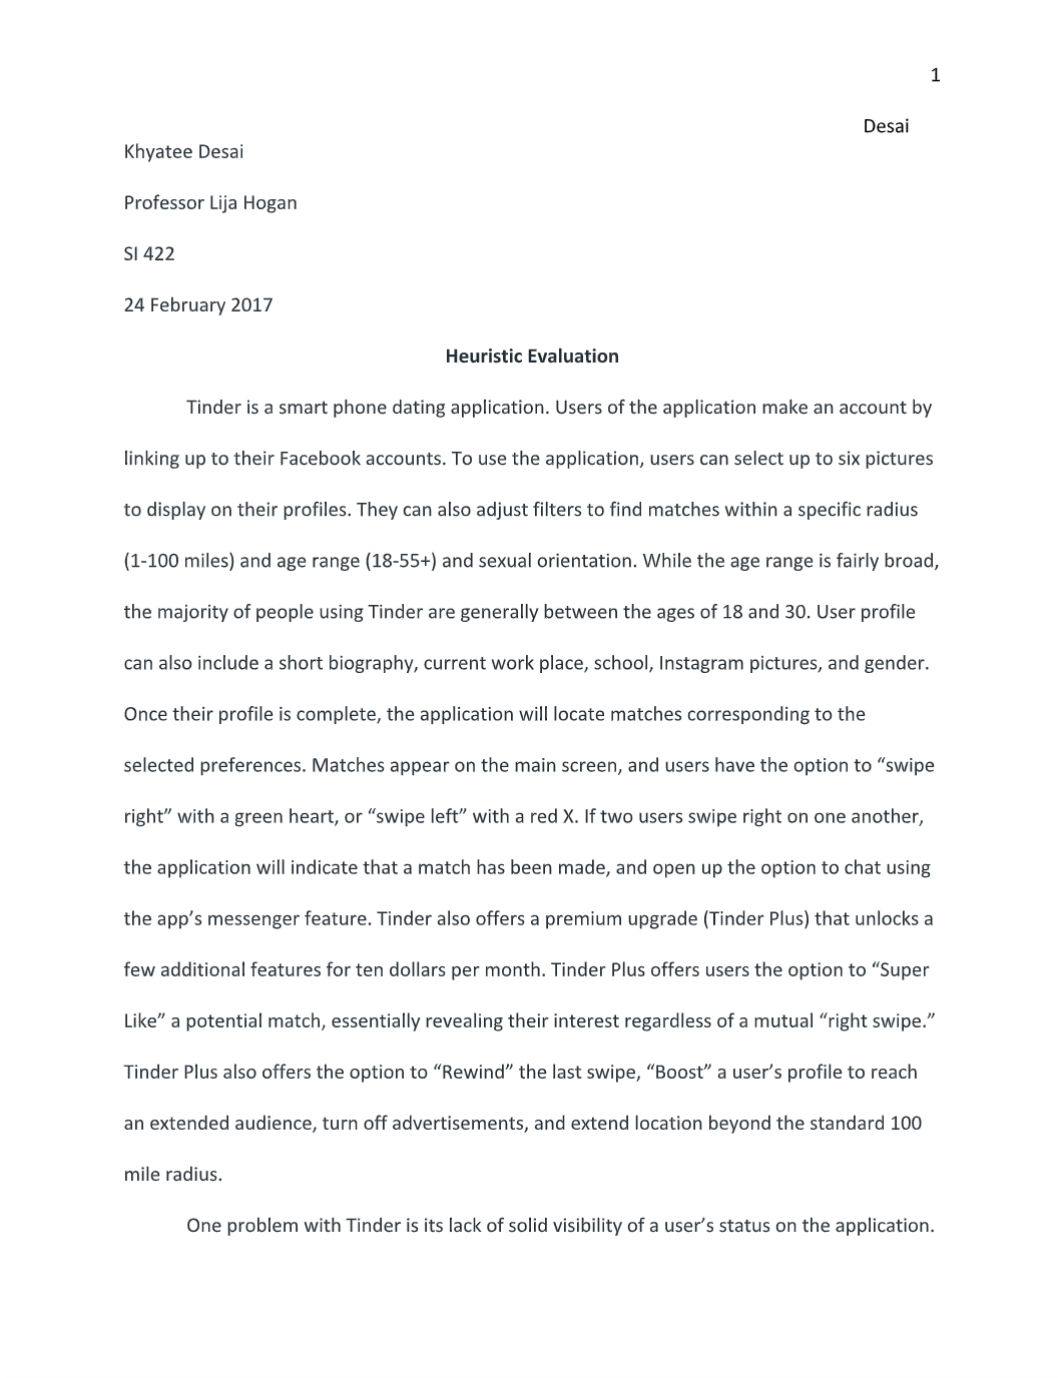 1
Desai
Khyatee Desai
Professor Lija Hogan
SI 422
24 February 2017
Heuristic Evaluation
Tinder is a smart phone dating application. Users of the application make an account by
linking up to their Facebook accounts. To use the application, users can select up to six pictures
to display on their profiles. They can also adjust filters to find matches within a specific radius
(1-100 miles) and age range (18-55+) and sexual orientation. While the age range is fairly broad,
the majority of people using Tinder are generally between the ages of 18 and 30. User profile
can also include a short biography, current work place, school, Instagram pictures, and gender.
Once their profile is complete, the application will locate matches corresponding to the
selected preferences. Matches appear on the main screen, and users have the option to “swipe
right” with a green heart, or “swipe left” with a red X. If two users swipe right on one another,
the application will indicate that a match has been made, and open up the option to chat using
the app’s messenger feature. Tinder also offers a premium upgrade (Tinder Plus) that unlocks a
few additional features for ten dollars per month. Tinder Plus offers users the option to “Super
Like” a potential match, essentially revealing their interest regardless of a mutual “right swipe.”
Tinder Plus also offers the option to “Rewind” the last swipe, “Boost” a user’s profile to reach
an extended audience, turn off advertisements, and extend location beyond the standard 100
mile radius.
One problem with Tinder is its lack of solid visibility of a user’s status on the application.